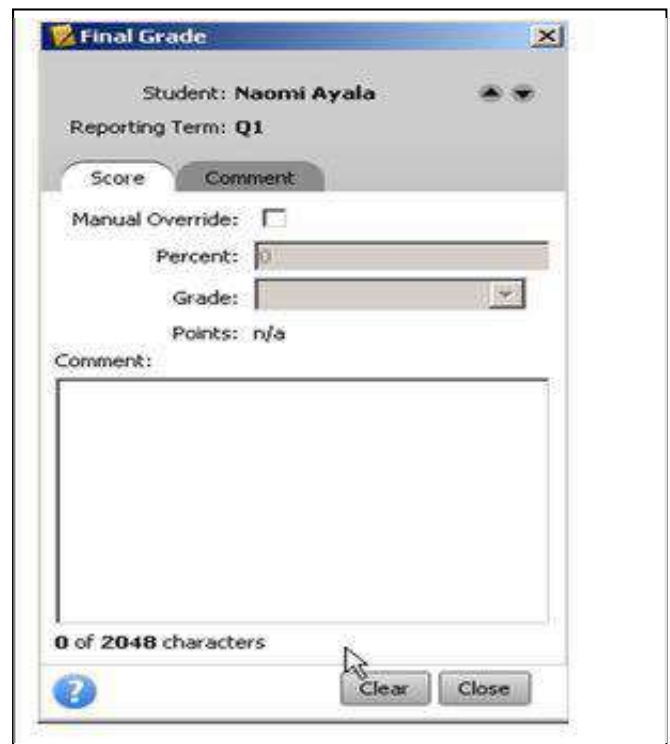 Final Grade
Student: Naomi Ayala
Reporting Term: Q1
Score Comment
Manual Override:
Percent: 0
Grade:
Points: n/a
Comment:
0 of 2048 characters
? Clear Close